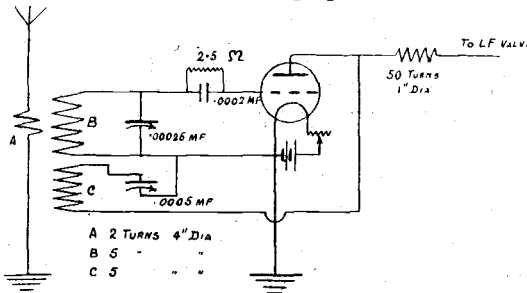 2·5 Ω
To LF VALVE
.0002 MF
50 TURNS
1" DIA
A
B
.00025 MF
C
.0005 MF
A 2 TURNS 4" DIA
B 5 " "
C 5 " "